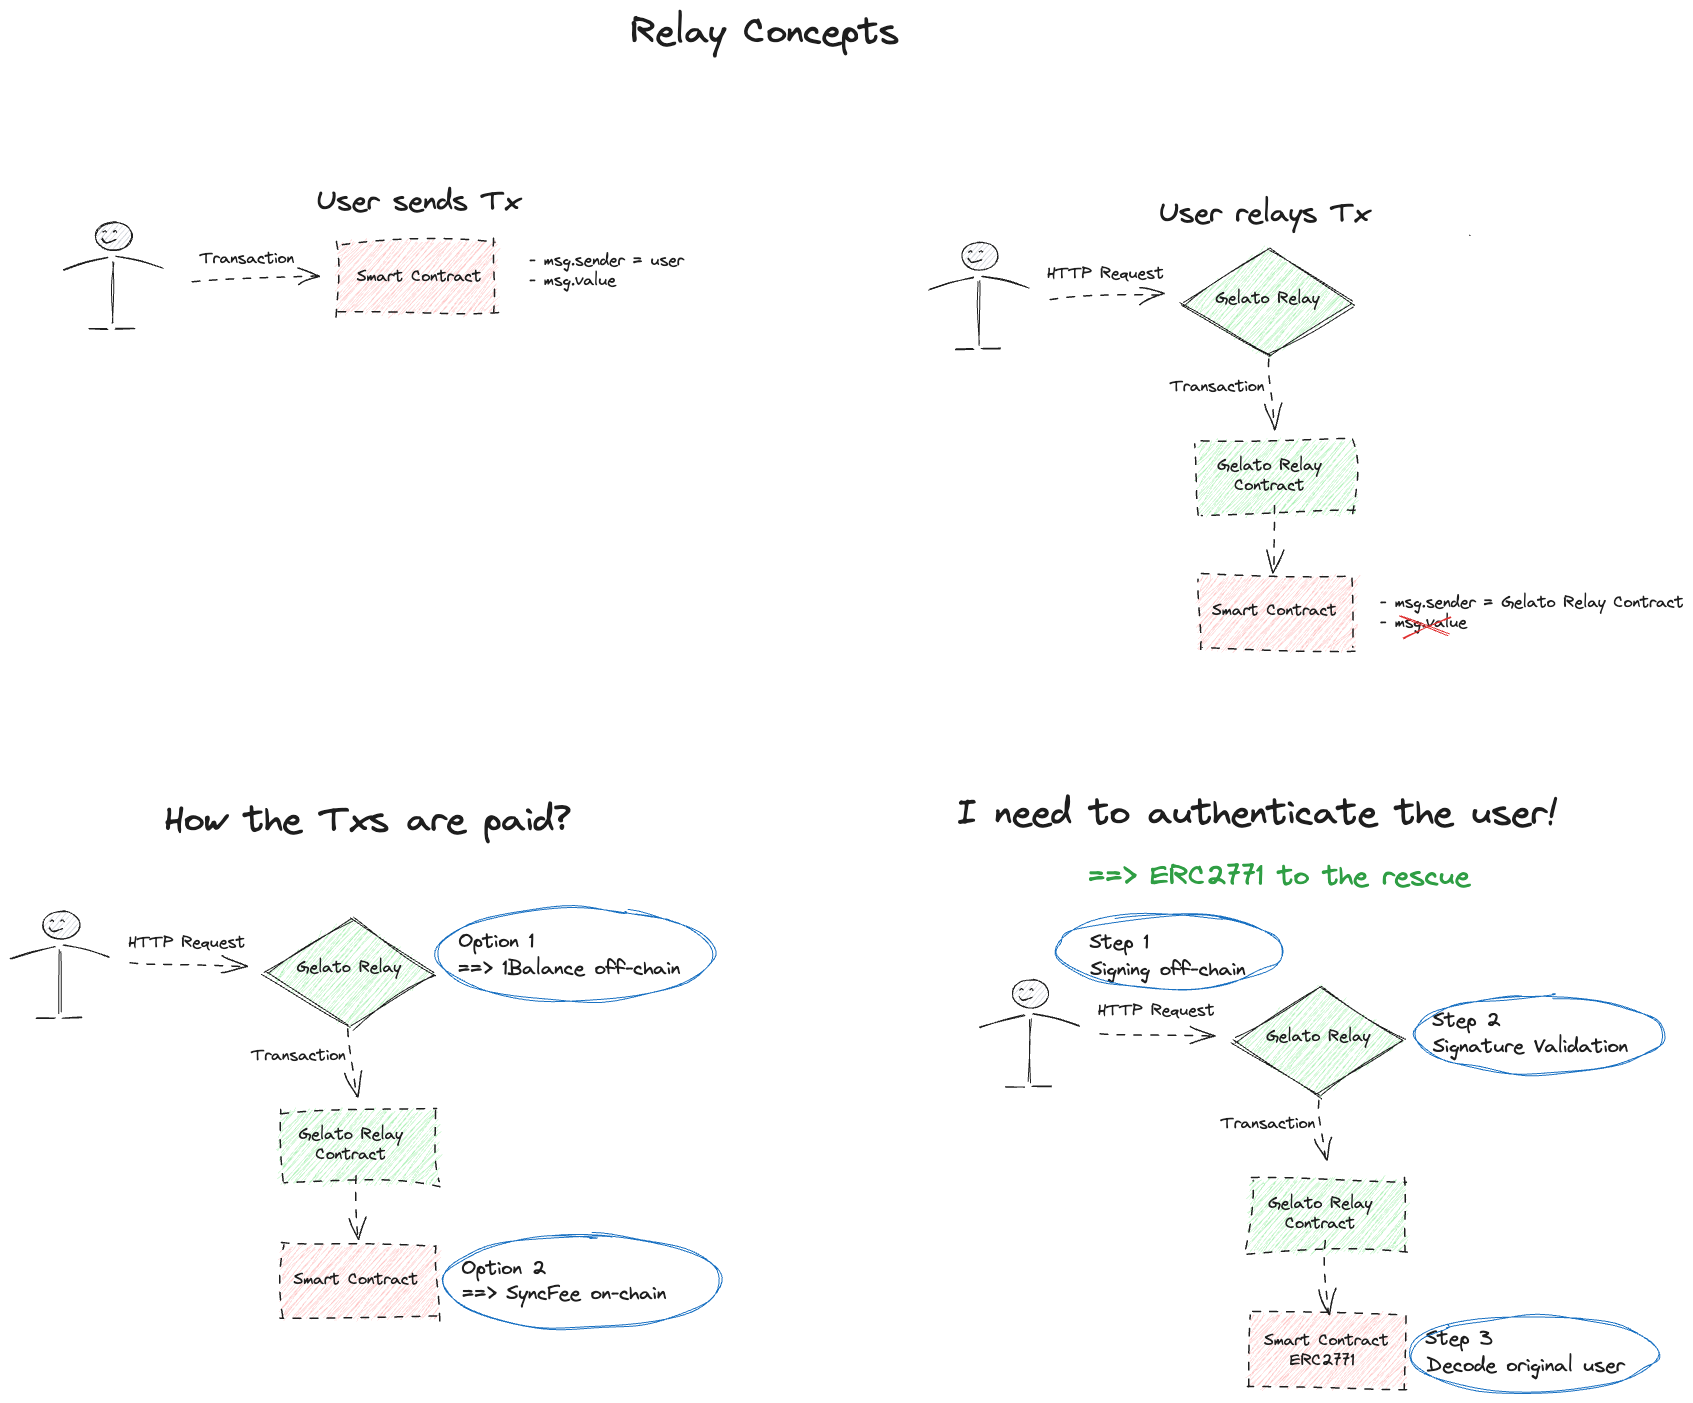 Relay Concepts
User sends Tx
Transaction
Smart Contract
- msg.sender = user
- msg.value
User relays Tx
HTTP Request
Gelato Relay
Transaction
Gelato Relay
Contract
Smart Contract
- msg.sender = Gelato Relay Contract
- msg.value
How the Txs are paid?
HTTP Request
Gelato Relay
Option 1
==> 1Balance off-chain
Transaction
Gelato Relay
Contract
Smart Contract
Option 2
==> SyncFee on-chain
I need to authenticate the user!
==> ERC2771 to the rescue
Step 1
Signing off-chain
HTTP Request
Gelato Relay
Step 2
Signature Validation
Transaction
Gelato Relay
Contract
Smart Contract
ERC2771
Step 3
Decode original user